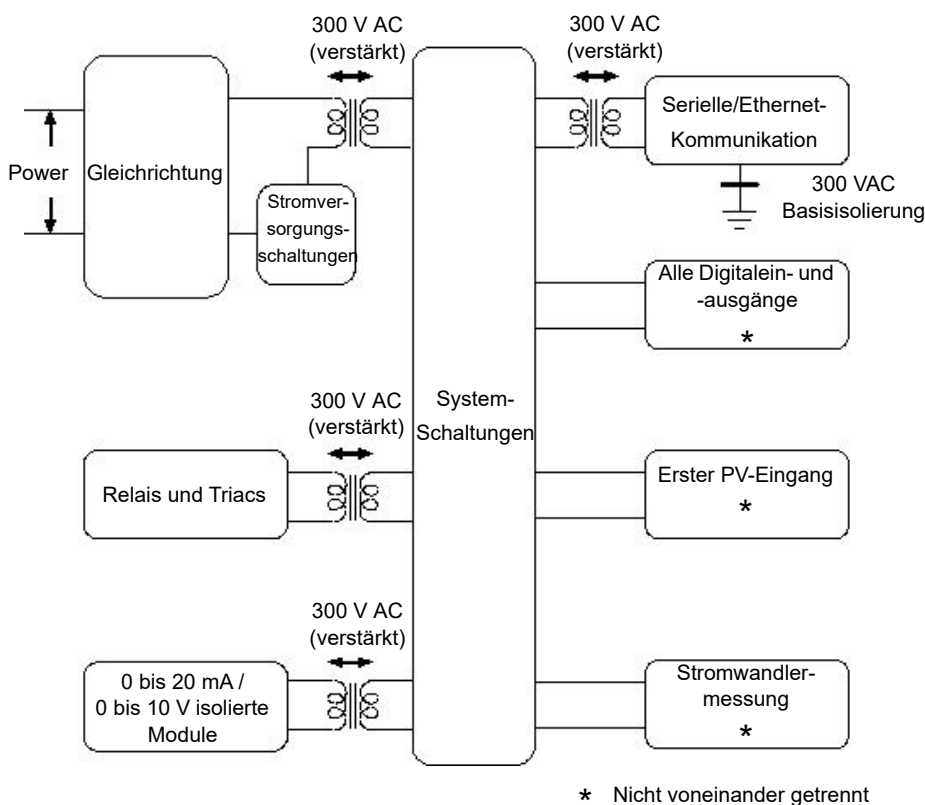 300 V AC
(verstärkt)
300 V AC
(verstärkt)
Power
Gleichrichtung
Stromver-
sorgungs-
schaltungen
Serielle/Ethernet-
Kommunikation
300 VAC
Basisisolierung
Alle Digitalein- und
-ausgänge
*
System-
Schaltungen
300 V AC
(verstärkt)
Relais und Triacs
Erster PV-Eingang
*
300 V AC
(verstärkt)
0 bis 20 mA /
0 bis 10 V isolierte
Module
Stromwandler-
messung
*
* Nicht voneinander getrennt